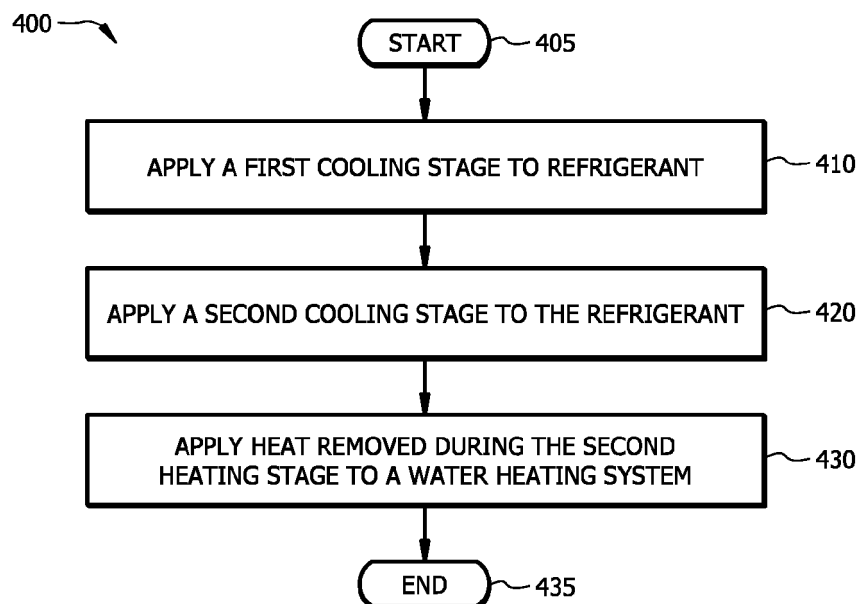 400
START
405
APPLY A FIRST COOLING STAGE TO REFRIGERANT
410
APPLY A SECOND COOLING STAGE TO THE REFRIGERANT
420
APPLY HEAT REMOVED DURING THE SECOND
HEATING STAGE TO A WATER HEATING SYSTEM
430
END
435